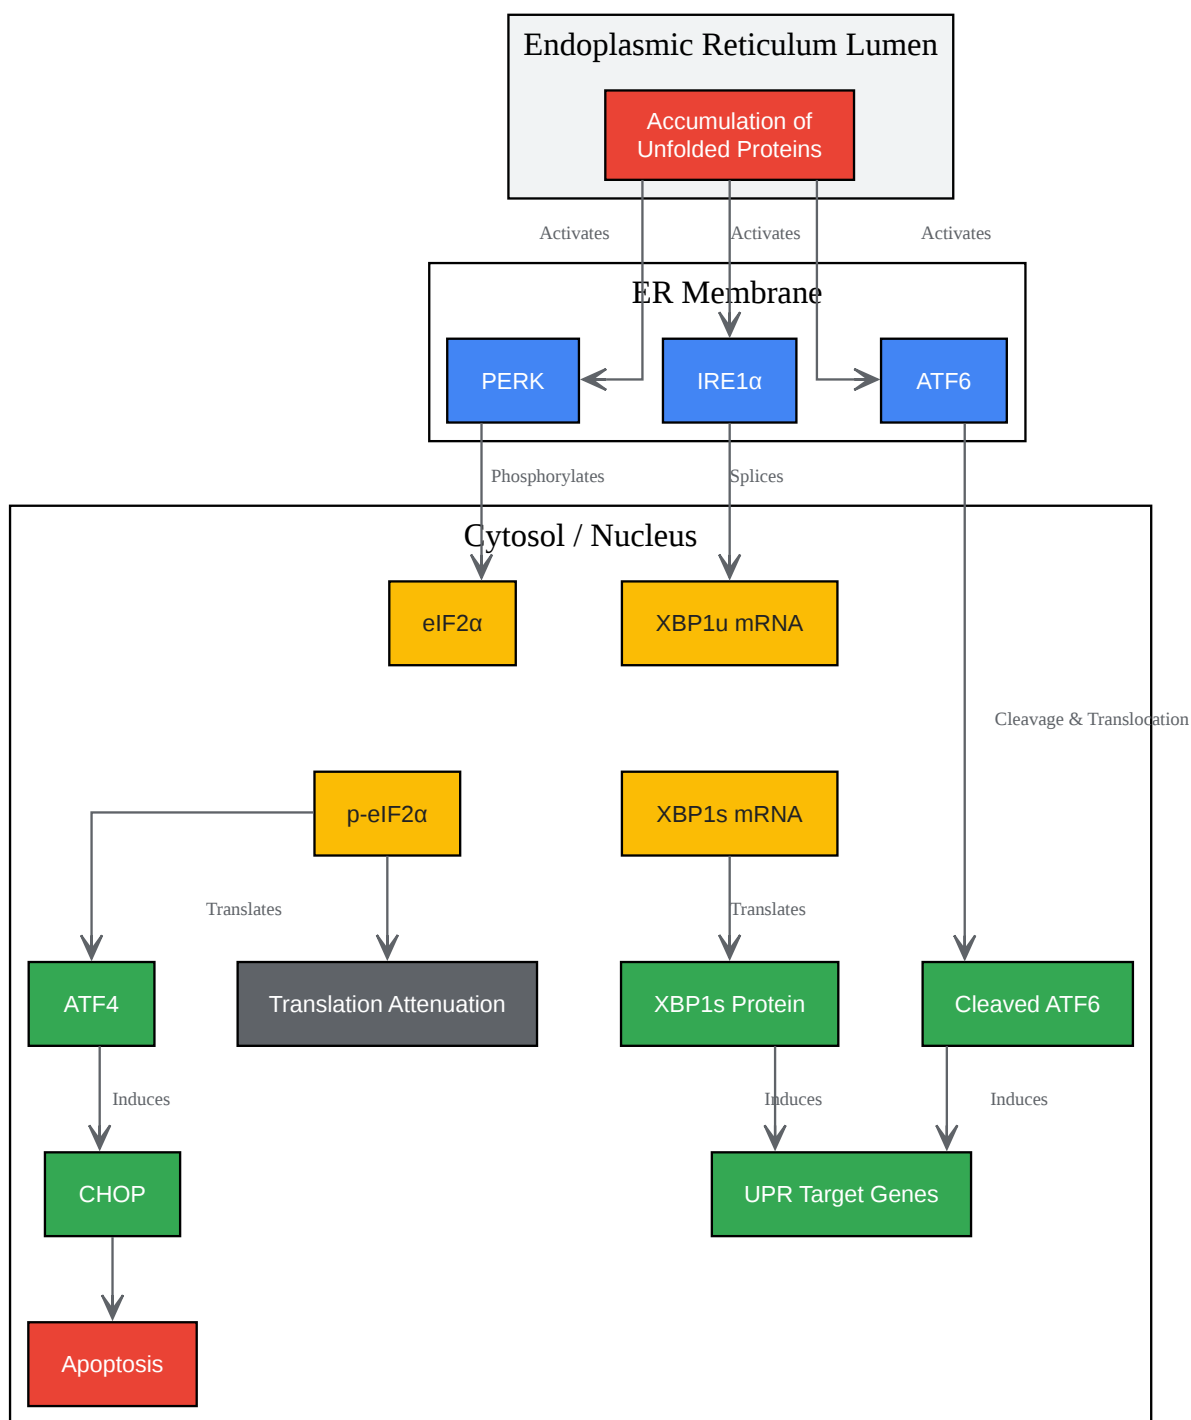 Endoplasmic Reticulum Lumen
Accumulation of
Unfolded Proteins
Activates
Activates
Activates
ER Membrane
PERK
IRE1α
ATF6
Phosphorylates
Splices
Cytosol / Nucleus
eIF2α
XBP1u mRNA
Cleavage & Translocation
p-eIF2α
XBP1s mRNA
Translates
Translates
ATF4
Translation Attenuation
XBP1s Protein
Cleaved ATF6
Induces
Induces
Induces
CHOP
UPR Target Genes
Apoptosis